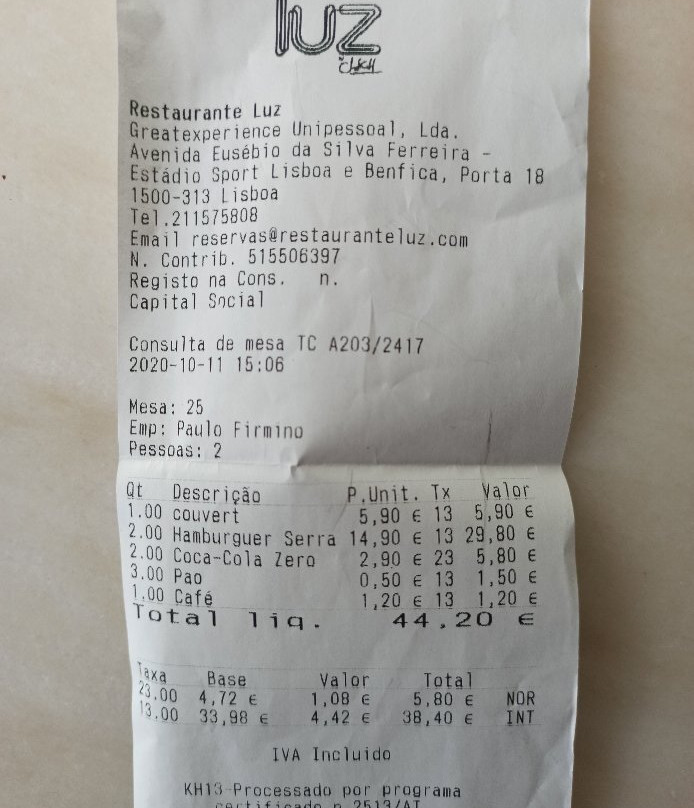 luz
Restaurante Luz
Greatexperience Unipessoal, Lda.
Avenida Eusébio da Silva Ferreira -
Estádio Sport Lisboa e Benfica, Porta 18
1500-313 Lisboa
Tel.211575808
Email reservas@restauranteluz.com
N. Contrib. 515506397
Registo na Cons. n.
Capital Social
Consulta de mesa TC A203/2417
2020-10-11 15:06
Mesa: 25
Emp: Paulo Firmino
Pessoas: 2
Qt Descrição P.Unit. Tx Valor
1.00 couvert 5,90 € 13 5,90 €
2.00 Hamburguer Serra 14,90 € 13 29,80 €
2.00 Coca-Cola Zero 2,90 € 23 5,80 €
3.00 Pao 0,50 € 13 1,50 €
1.00 Café 1,20 € 13 1,20 €
Total liq. 44,20 €
Taxa Base Valor Total
23.00 4,72 € 1,08 € 5,80 € NOR
13.00 33,98 € 4,42 € 38,40 € INT
IVA Incluido
KH13-Processado por programa
certificado n 2513/AT